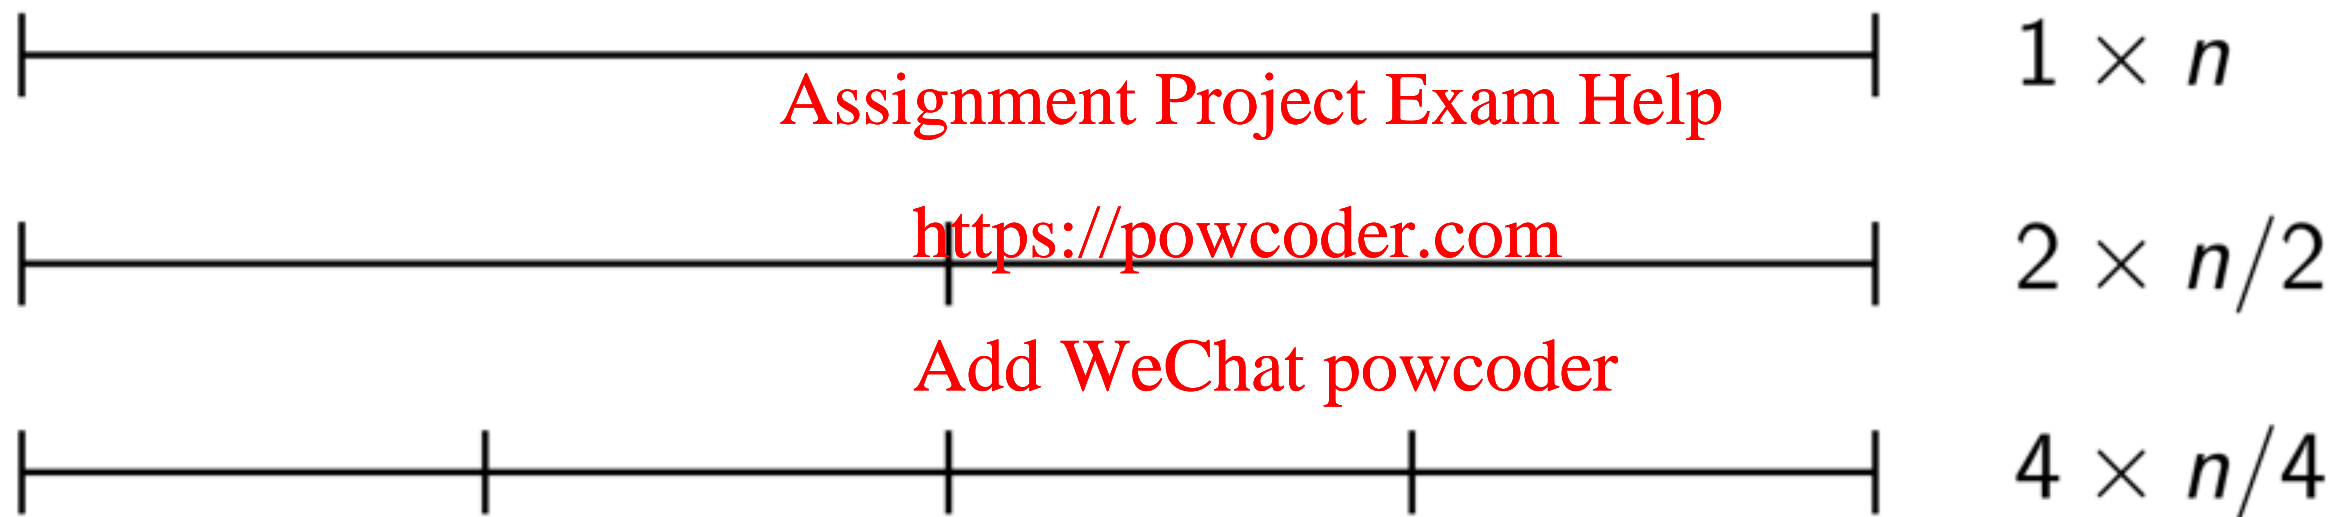 1 × n
Assignment Project Exam Help
https://powcoder.com
2 × n/2
Add WeChat powcoder
4 × n/4